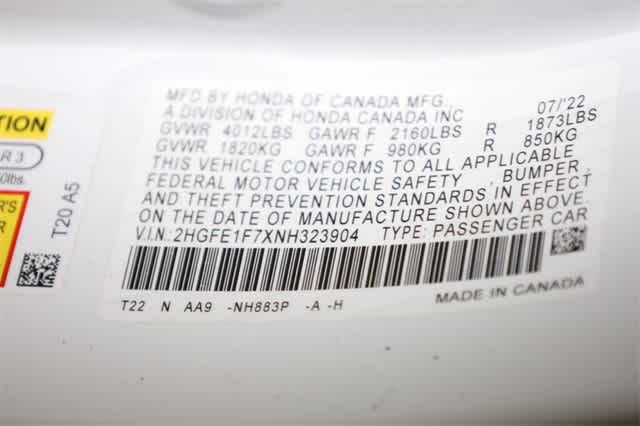 MFD BY HONDA OF CANADA MFG.,
A DIVISION OF HONDA CANADA INC 07/'22
GVWR 4012LBS GAWR F 2160LBS R 1873LBS
GVWR 1820KG GAWR F 980KG R 850KG
THIS VEHICLE CONFORMS TO ALL APPLICABLE
FEDERAL MOTOR VEHICLE SAFETY , BUMPER,
AND THEFT PREVENTION STANDARDS IN EFFECT
ON THE DATE OF MANUFACTURE SHOWN ABOVE.
V.I.N.:2HGFE1F7XNH323904 TYPE: PASSENGER CAR
T22 N AA9 -NH883P -A -H
MADE IN CANADA
TION
R 3
0lbs.
R'S
R
T20 A5